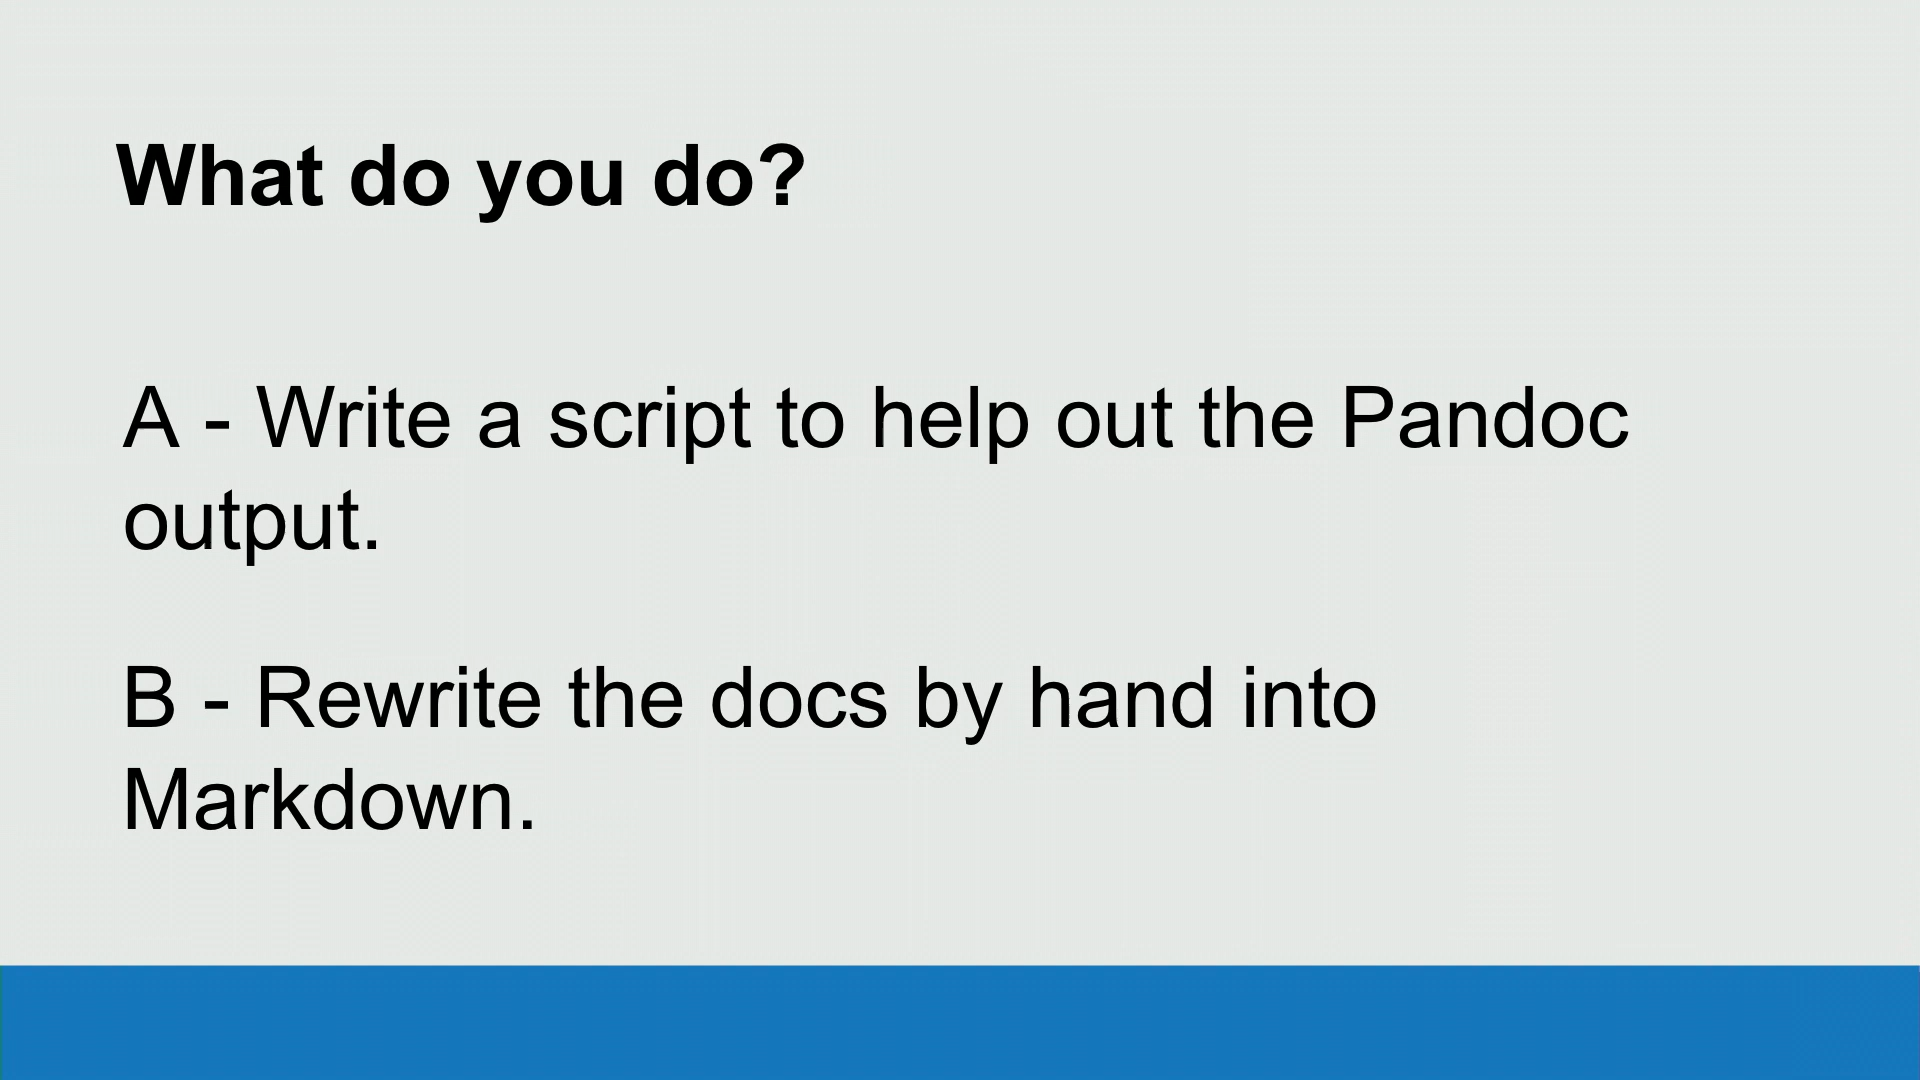 What do you do?
A - Write a script to help out the Pandoc
output.
B - Rewrite the docs by hand into
Markdown.